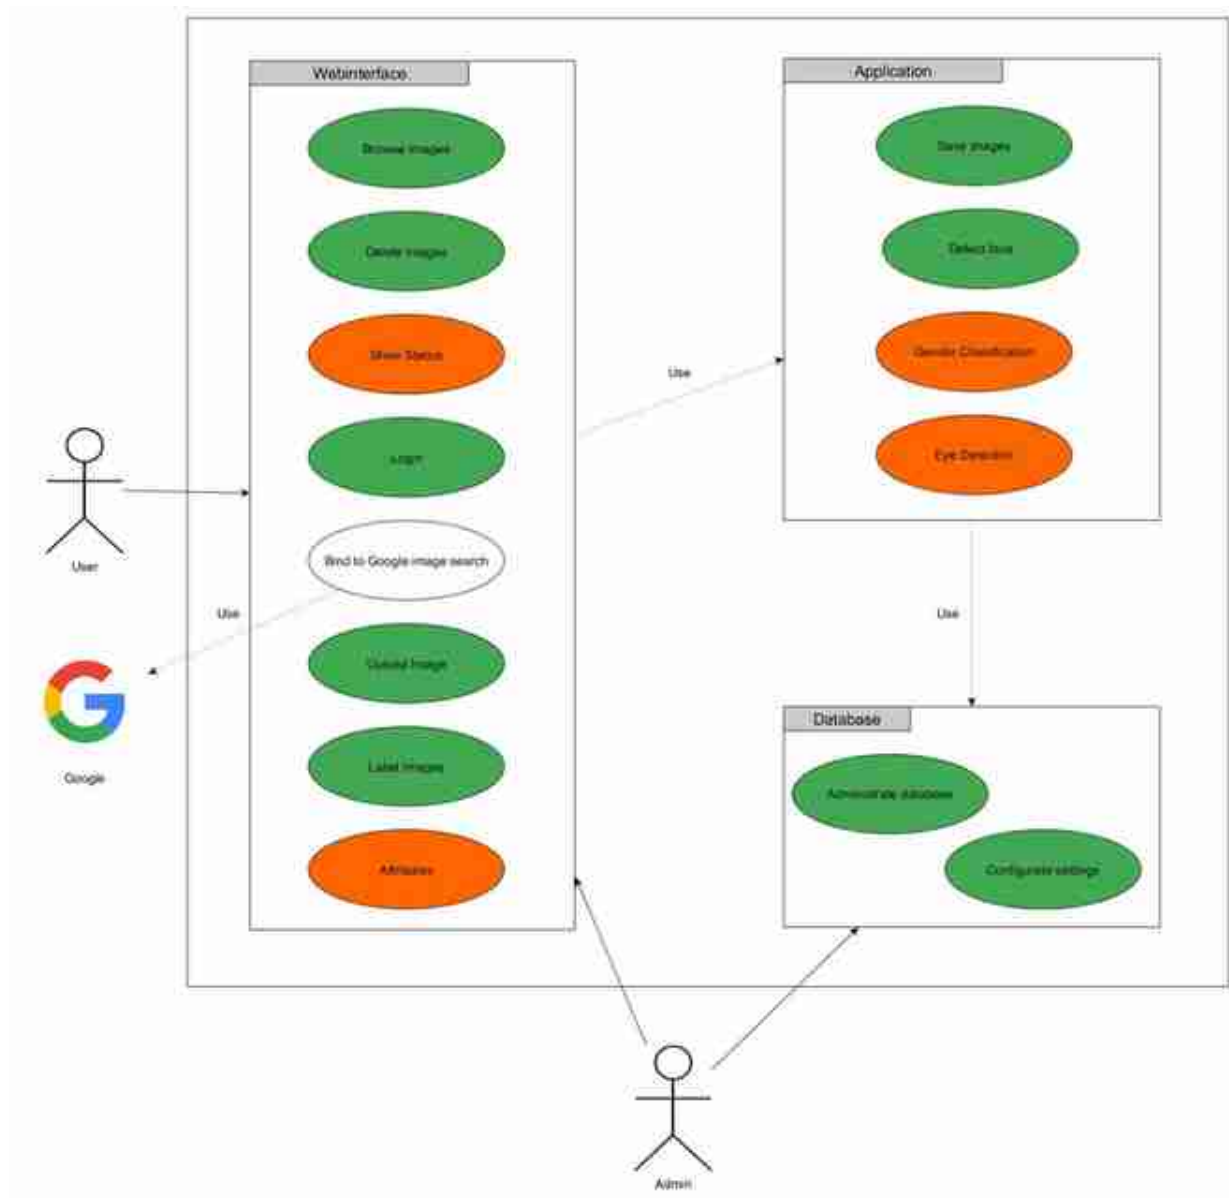 Webinterface
Browse Images
Delete Images
Show Status
Login
Bind to Google image search
Upload Image
Label Images
Attributes
Application
Save Images
Detect face
Gender Classification
Eye Detection
Database
Administrate database
Configurate settings
Use
Use
Use
User
Google
Admin